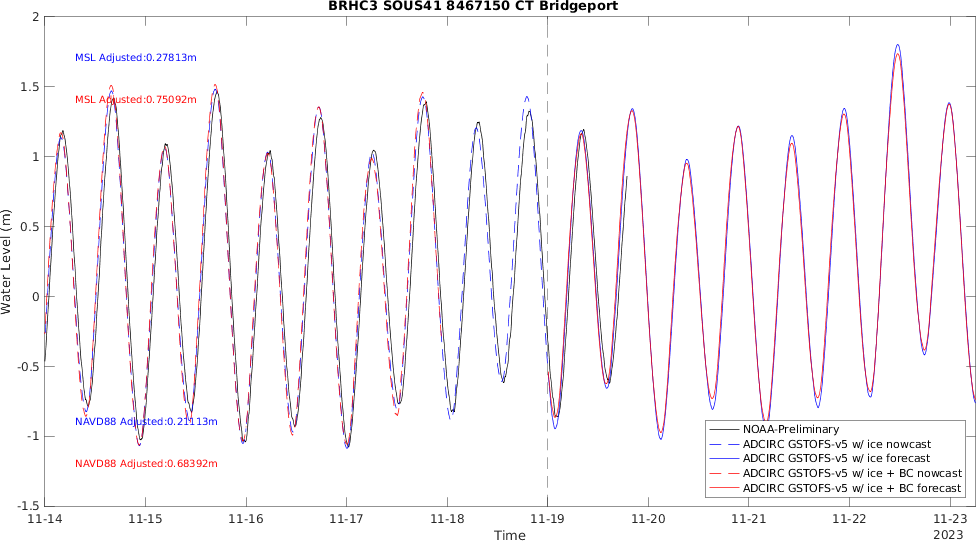 BRHC3 SOUS41 8467150 CT Bridgeport
2
1.5
1
0.5
0
-0.5
-1
-1.5
Water Level (m)
MSL Adjusted:0.27813m
MSL Adjusted:0.75092m
NAVD88 Adjusted:0.21113m
NAVD88 Adjusted:0.68392m
NOAA-Preliminary
ADCIRC GSTOFS-v5 w/ ice nowcast
ADCIRC GSTOFS-v5 w/ ice forecast
ADCIRC GSTOFS-v5 w/ ice + BC nowcast
ADCIRC GSTOFS-v5 w/ ice + BC forecast
11-14 11-15 11-16 11-17 11-18 11-19 11-20 11-21 11-22 11-23
Time
2023